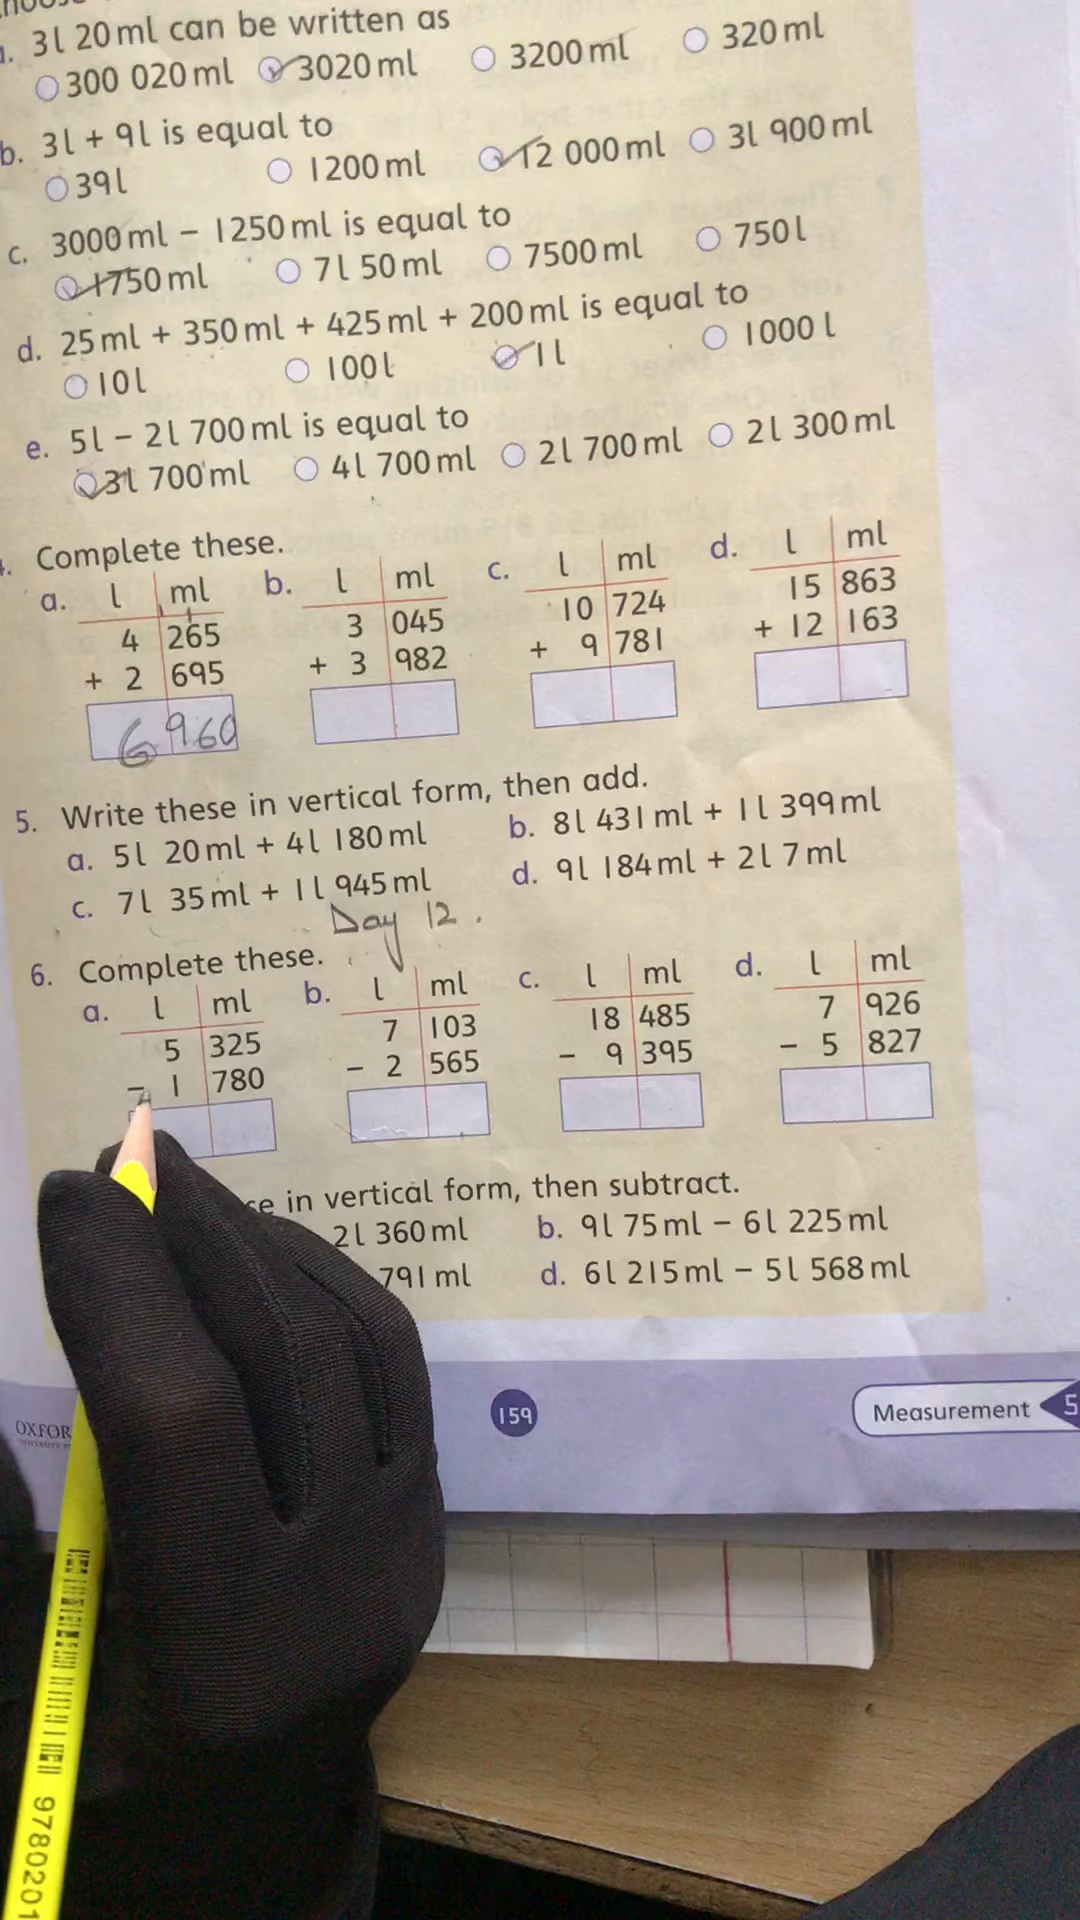 3l 20 ml can be written as
300 020 ml 3020 ml 3200 ml 320 ml
b. 3l + 9l is equal to
39l 1200 ml 12 000 ml 3l 900 ml
c. 3000 ml − 1250 ml is equal to
1750 ml 7l 50 ml 7500 ml 750l
d. 25 ml + 350 ml + 425 ml + 200 ml is equal to
10l 100l 1l 1000 l
e. 5l − 2l 700 ml is equal to
3l 700 ml 4l 700 ml 2l 700 ml 2l 300 ml
Complete these.
a. l ml b. l ml c. l ml d. l ml
4 265 3 045 10 724 15 863
+ 2 695 + 3 982 + 9 781 + 12 163
6 960
5. Write these in vertical form, then add.
a. 5l 20 ml + 4l 180 ml b. 8l 431 ml + 1l 399 ml
c. 7l 35 ml + 1l 945 ml d. 9l 184 ml + 2l 7 ml
Day 12.
6. Complete these.
a. l ml b. l ml c. l ml d. l ml
5 325 7 103 18 485 7 926
− 1 780 − 2 565 − 9 395 − 5 827
in vertical form, then subtract.
2l 360 ml b. 9l 75 ml − 6l 225 ml
791 ml d. 6l 215 ml − 5l 568 ml
OXFOR
159
Measurement 5
9780201